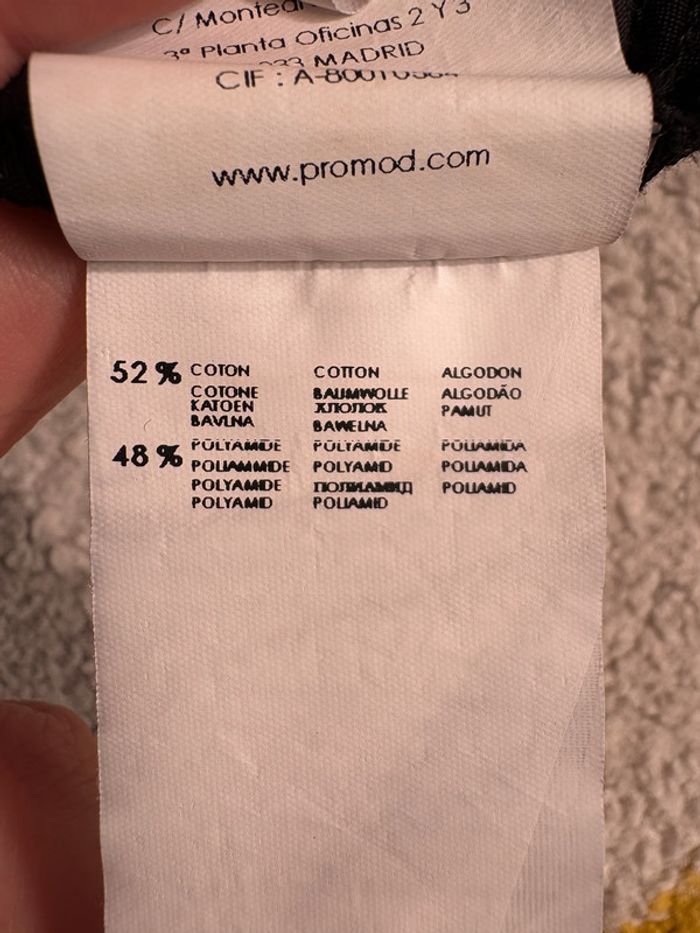 C/
3ª Planta Oficinas 2 Y 3
MADRID
CIF : A-
www.promod.com
52 % COTON COTTON ALGODON
COTONE BAUMWOLLE ALGODÃO
KATOEN ХЛОПОК PAMUT
BAVLNA BAWELNA
48 % POLYAMIDE POLYAMIDE POLIAMIDA
POLIAMMIDE POLYAMID POLIAMIDA
POLYAMIDE ПОЛИАМИД POLIAMID
POLYAMID POLIAMID